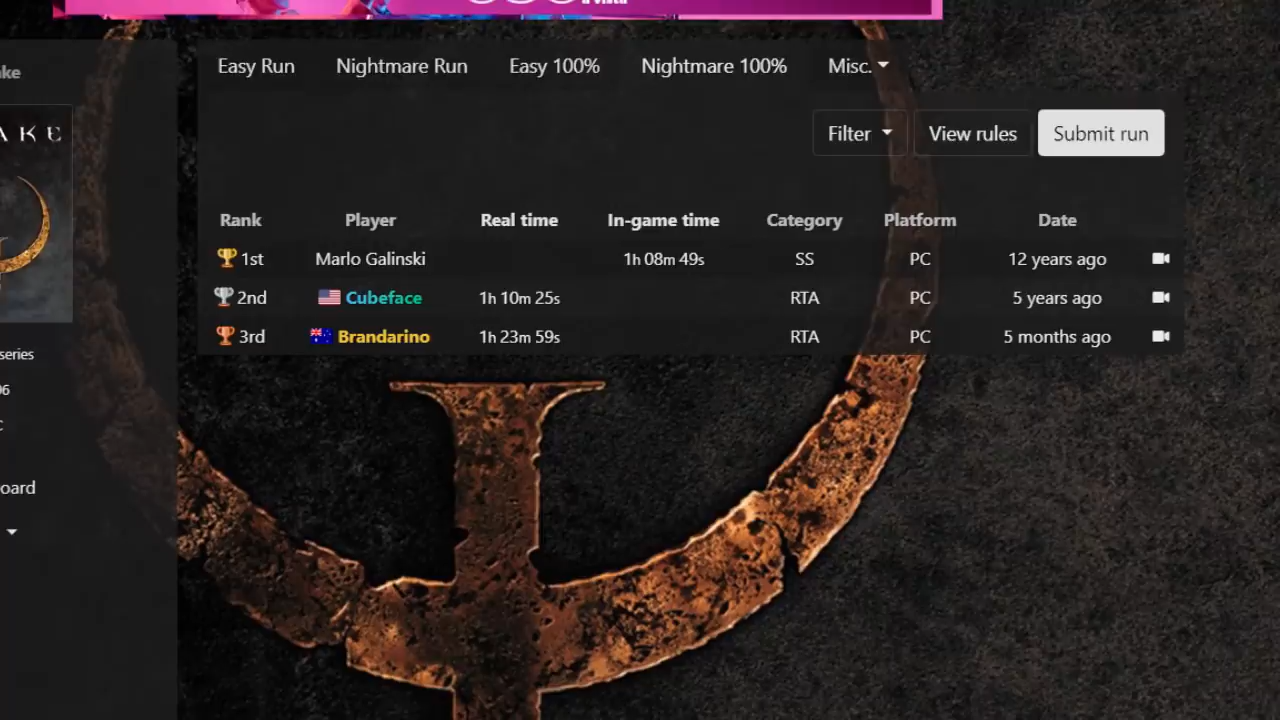 Easy Run Nightmare Run Easy 100% Nightmare 100% Misc.
ke
AKE
Filter View rules Submit run
Rank Player Real time In-game time Category Platform Date
1st Marlo Galinski 1h 08m 49s SS PC 12 years ago
2nd Cubeface 1h 10m 25s RTA PC 5 years ago
3rd Brandarino 1h 23m 59s RTA PC 5 months ago
series
96
C
oard